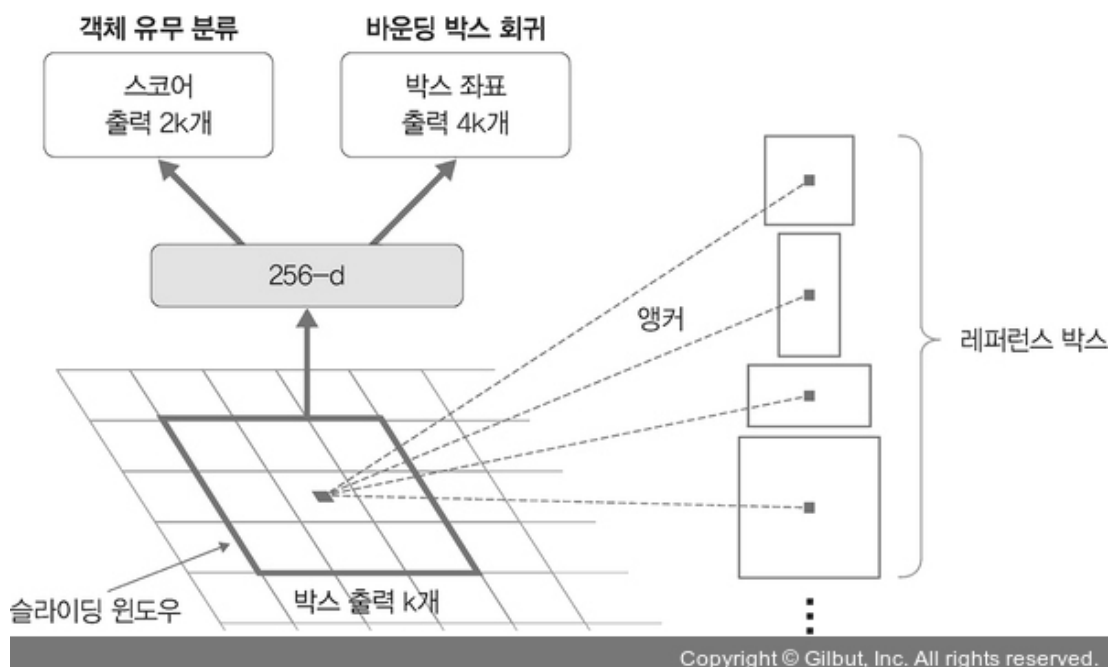 객체 유무 분류
바운딩 박스 회귀
스코어
출력 2k개
박스 좌표
출력 4k개
256-d
앵커
레퍼런스 박스
슬라이딩 윈도우
박스 출력 k개
Copyright © Gilbut, Inc. All rights reserved.